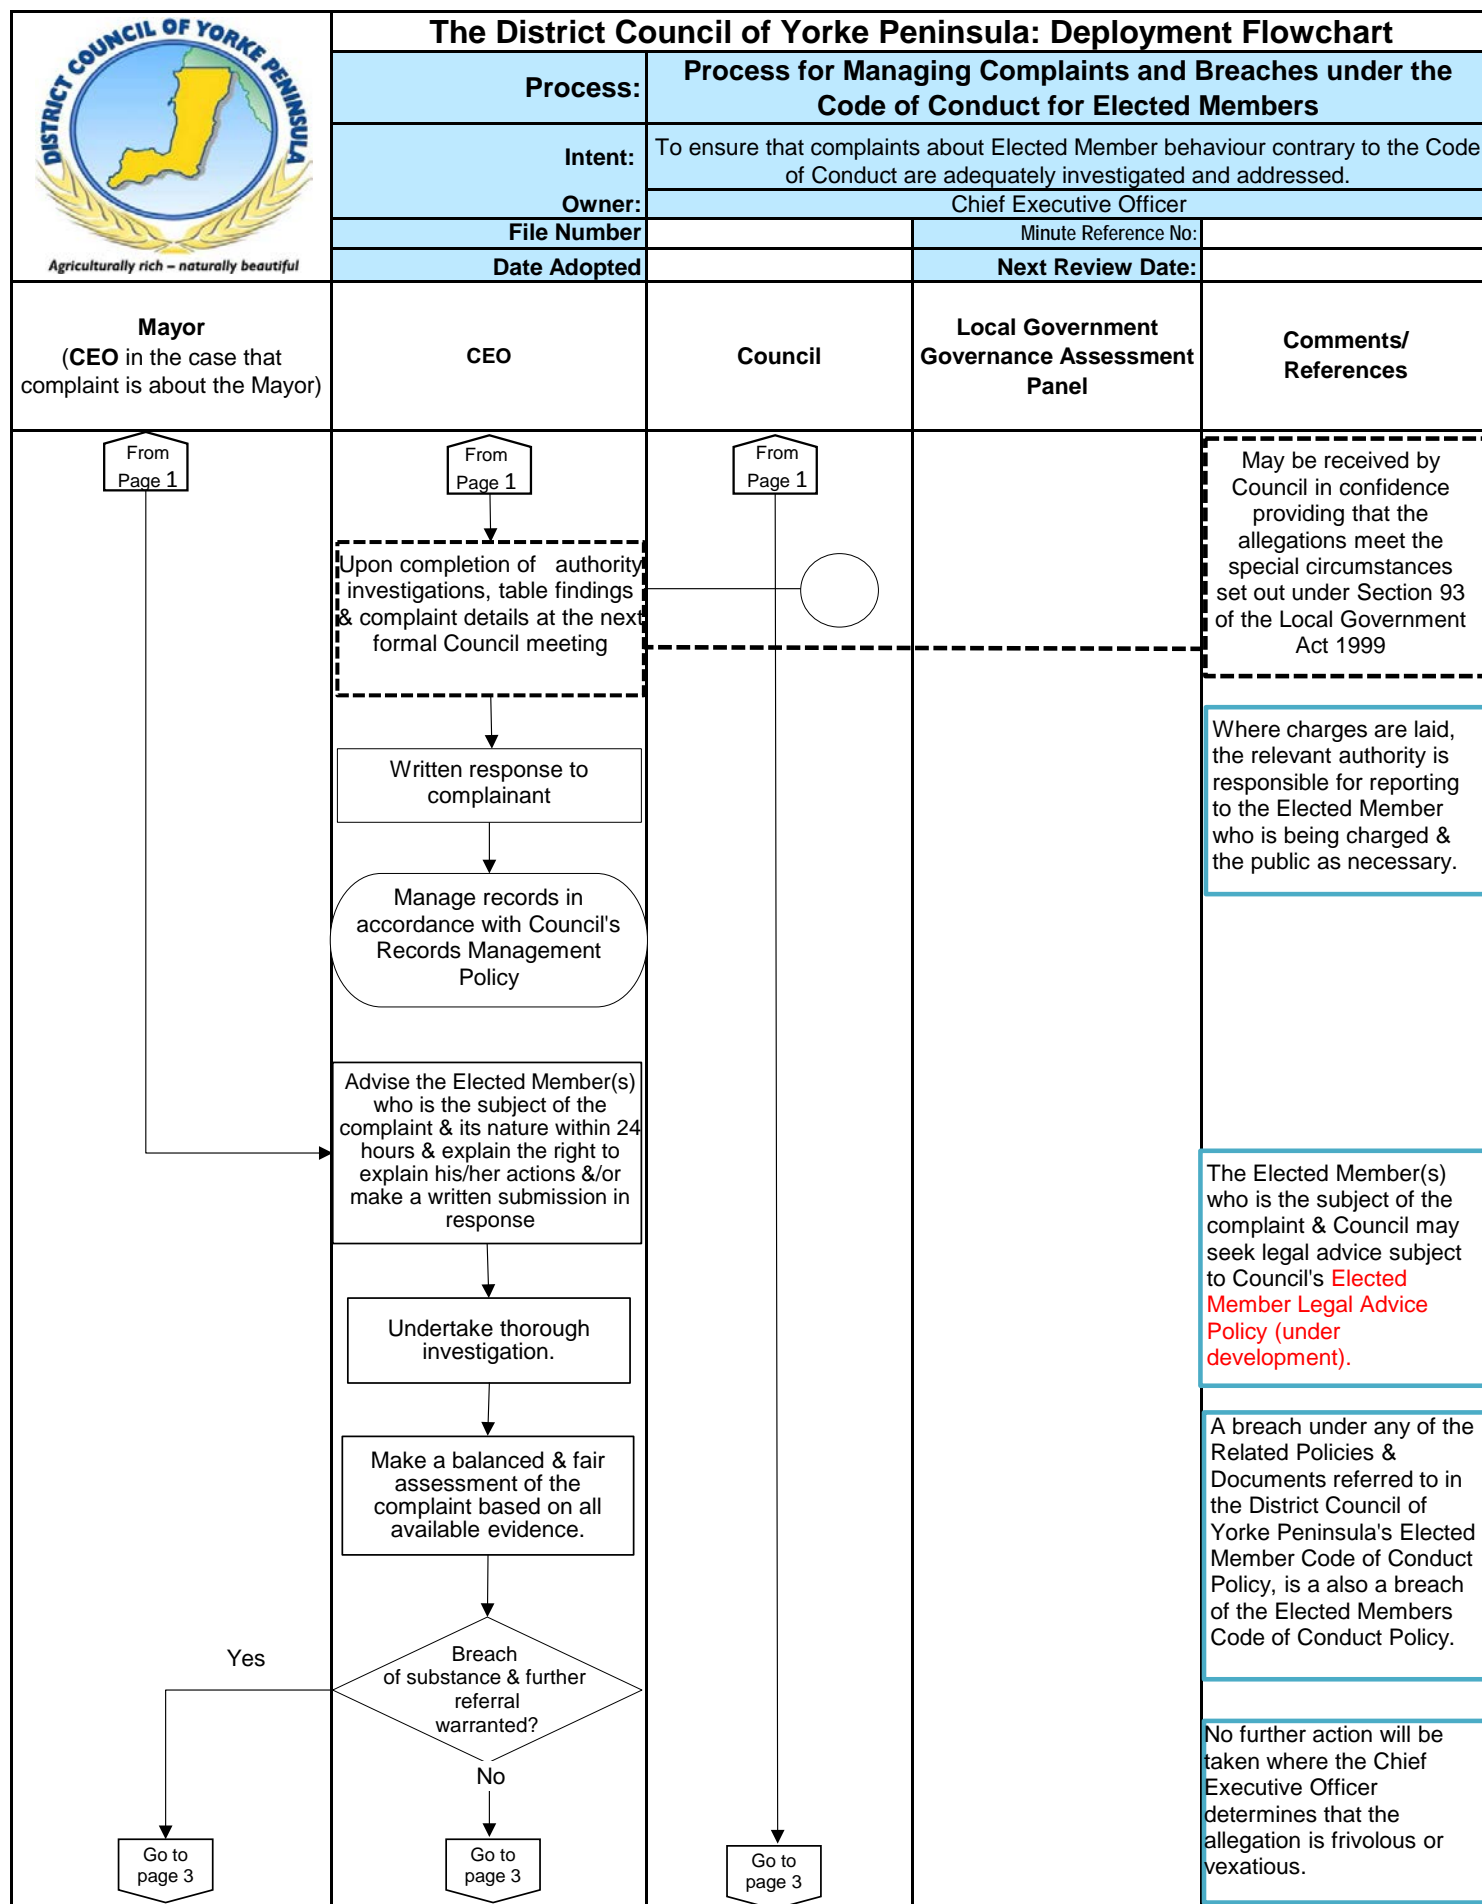 DISTRICT COUNCIL OF YORKE PENINSULA
Agriculturally rich – naturally beautiful
The District Council of Yorke Peninsula: Deployment Flowchart
Process:
Process for Managing Complaints and Breaches under the
Code of Conduct for Elected Members
Intent:
To ensure that complaints about Elected Member behaviour contrary to the Code
of Conduct are adequately investigated and addressed.
Owner:
Chief Executive Officer
File Number
Minute Reference No:
Date Adopted
Next Review Date:
Mayor
(CEO in the case that
complaint is about the Mayor)
CEO
Council
Local Government
Governance Assessment
Panel
Comments/
References
From
Page 1
From
Page 1
From
Page 1
Upon completion of authority
investigations, table findings
& complaint details at the next
formal Council meeting
May be received by
Council in confidence
providing that the
allegations meet the
special circumstances
set out under Section 93
of the Local Government
Act 1999
Written response to
complainant
Where charges are laid,
the relevant authority is
responsible for reporting
to the Elected Member
who is being charged &
the public as necessary.
Manage records in
accordance with Council's
Records Management
Policy
Advise the Elected Member(s)
who is the subject of the
complaint & its nature within 24
hours & explain the right to
explain his/her actions &/or
make a written submission in
response
The Elected Member(s)
who is the subject of the
complaint & Council may
seek legal advice subject
to Council's Elected
Member Legal Advice
Policy (under
development).
Undertake thorough
investigation.
Make a balanced & fair
assessment of the
complaint based on all
available evidence.
A breach under any of the
Related Policies &
Documents referred to in
the District Council of
Yorke Peninsula's Elected
Member Code of Conduct
Policy, is a also a breach
of the Elected Members
Code of Conduct Policy.
Yes
Breach
of substance & further
referral
warranted?
No
No further action will be
taken where the Chief
Executive Officer
determines that the
allegation is frivolous or
vexatious.
Go to
page 3
Go to
page 3
Go to
page 3